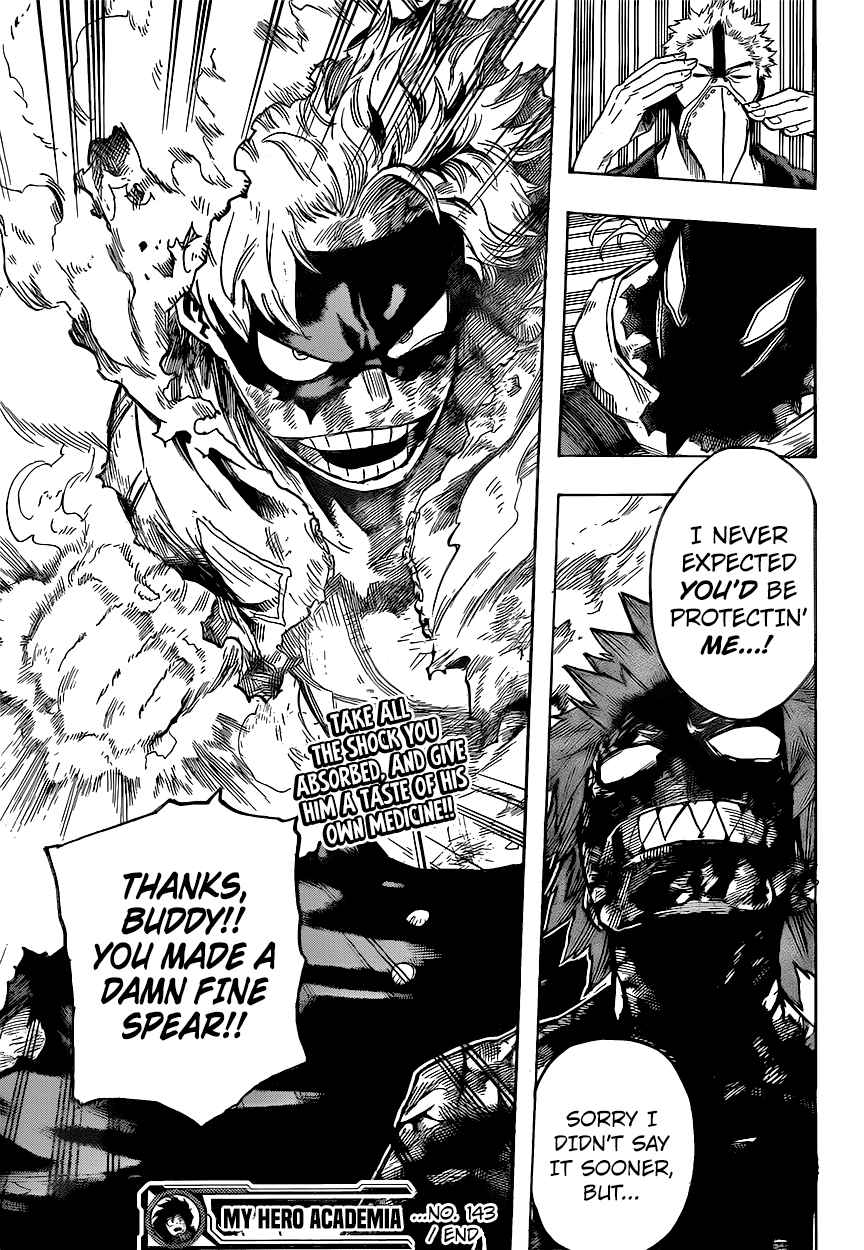 I NEVER
EXPECTED
YOU'D BE
PROTECTIN'
ME...!
SORRY I
DIDN'T SAY
IT SOONER,
BUT...
TAKE ALL
THE SHOCK YOU
ABSORBED, AND GIVE
HIM A TASTE OF HIS
OWN MEDICINE!!
THANKS,
BUDDY!!
YOU MADE A
DAMN FINE
SPEAR!!
MY HERO ACADEMIA
...NO. 143
/ END